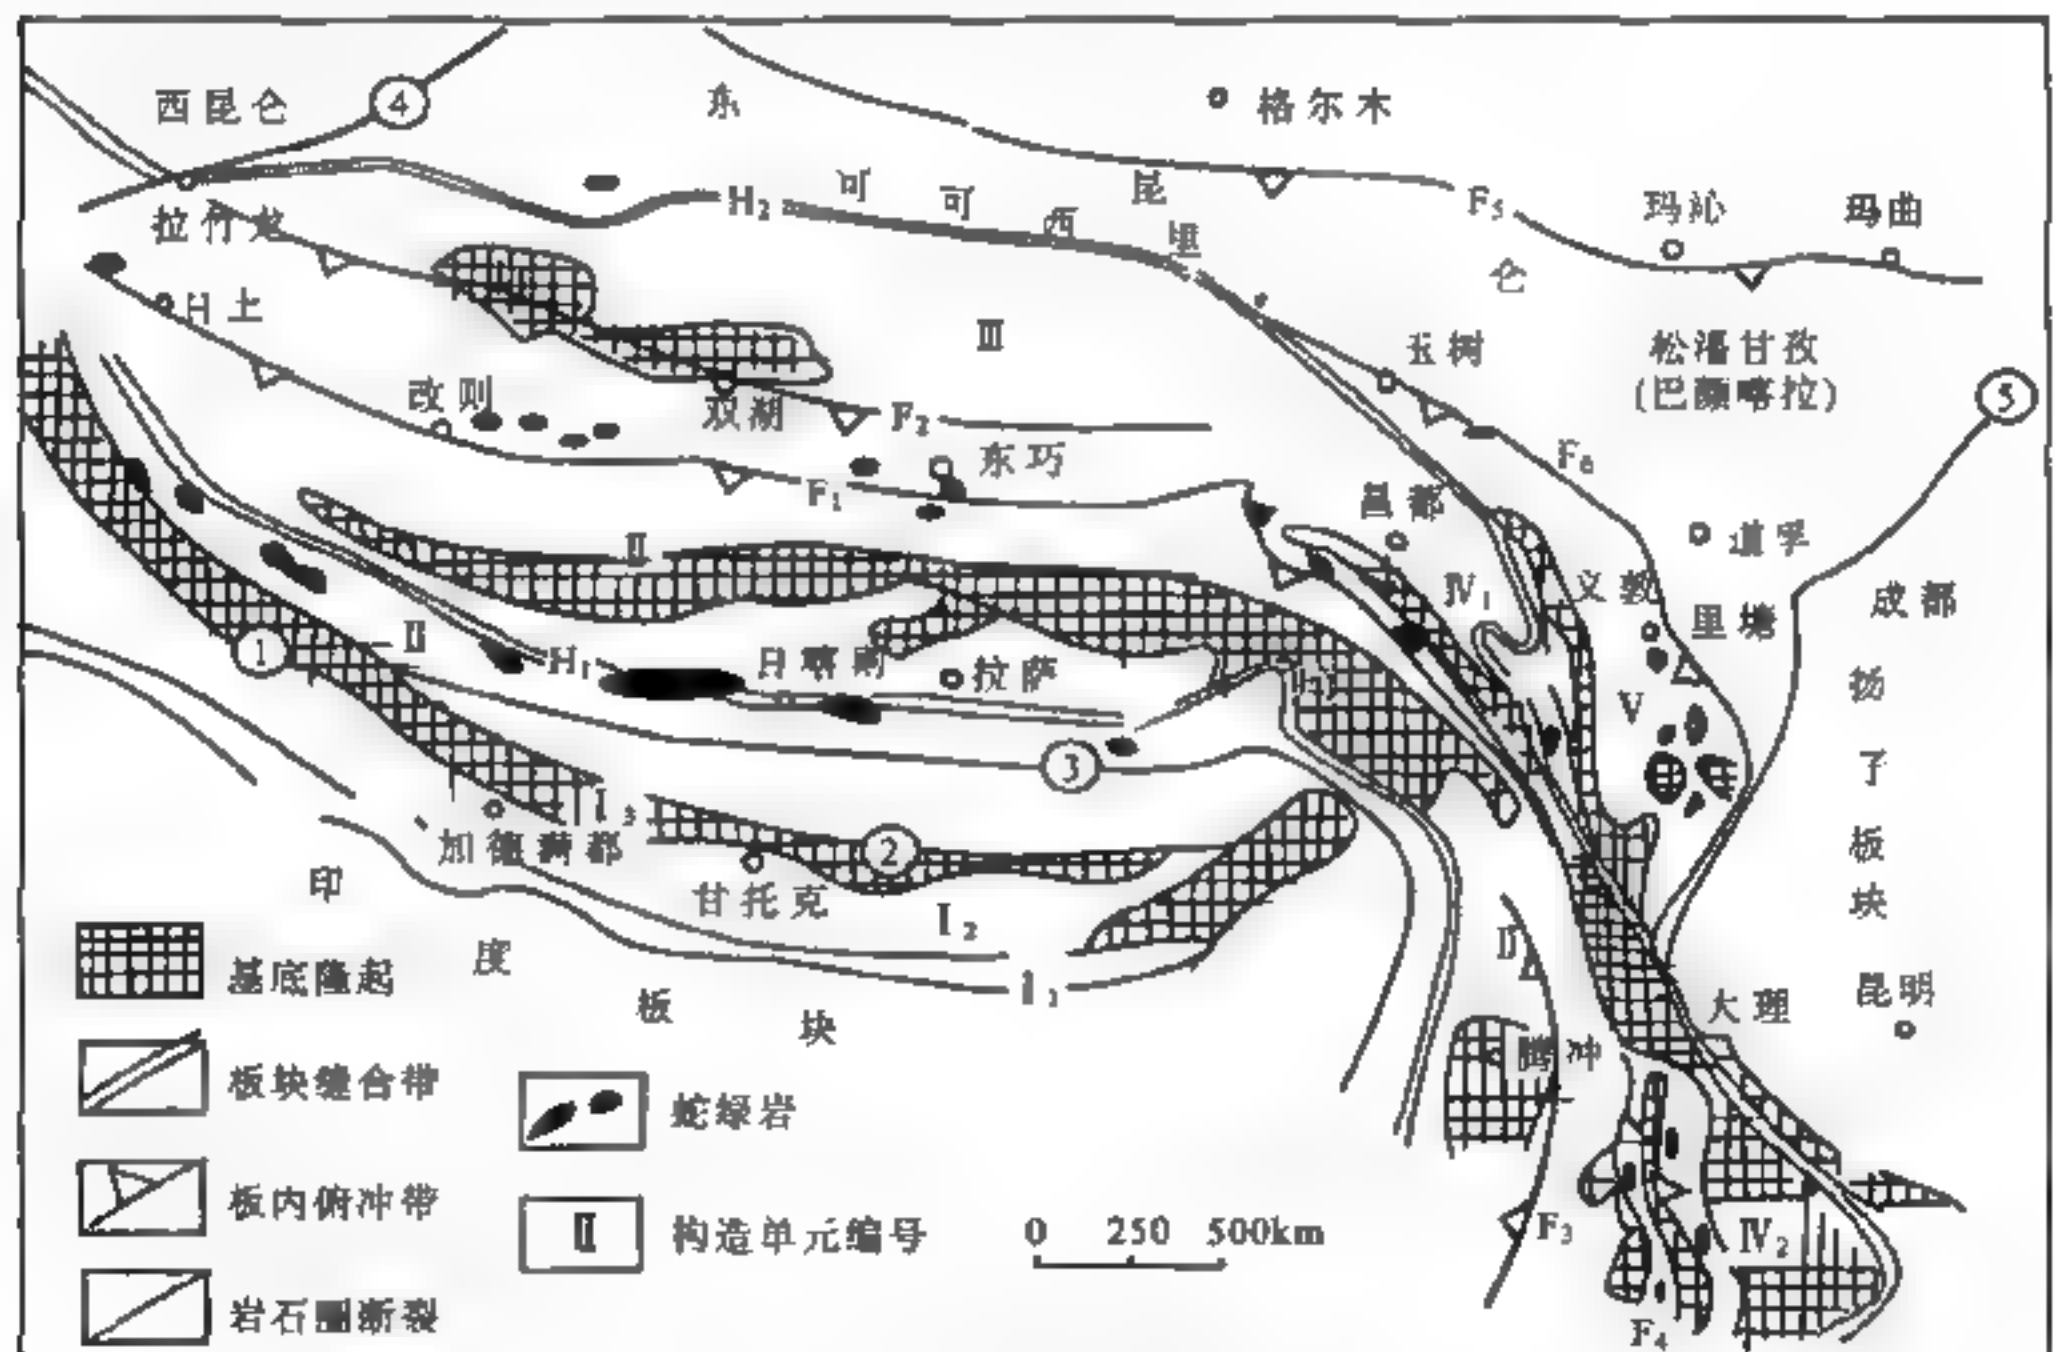 西昆仑
④
东
格尔木
拉竹龙
H₂
可
可
西
里
昆
仑
F₅
玛沁
玛曲
日土
Ⅲ
玉树
松潘甘孜
(巴颜喀拉)
⑤
改则
双湖
F₂
东巧
F₁
F₆
昌都
道孚
Ⅱ
Ⅳ₁
义敦
里塘
成都
①
Ⅱ
H₁
日喀则
拉萨
Ⅴ
扬
子
板
块
③
Ⅰ₃
加德满都
②
甘托克
Ⅰ₂
Ⅰ₁
印
度
板
块
Ⅱ
大理
昆明
腾冲
F₃
Ⅳ₂
F₄
基底隆起
板块缝合带
板内俯冲带
岩石圈断裂
蛇绿岩
Ⅱ
构造单元编号
0 250 500km